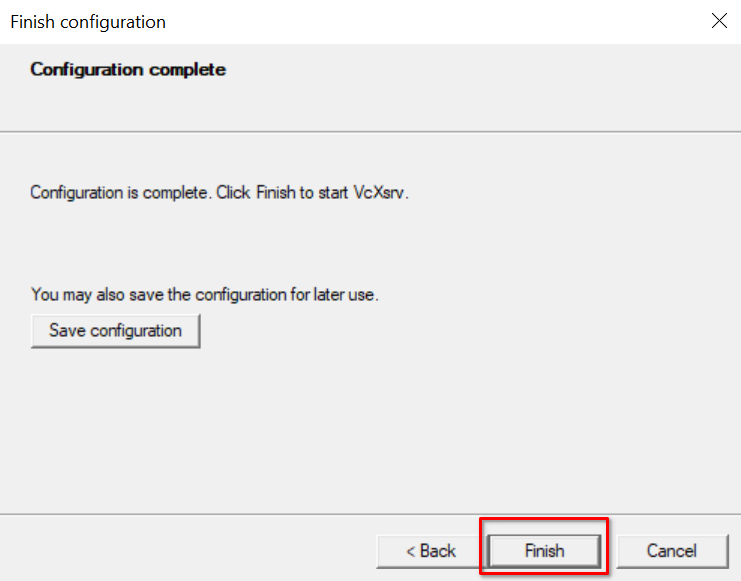 Finish configuration
Configuration complete
Configuration is complete. Click Finish to start VcXsrv.
You may also save the configuration for later use.
Save configuration
< Back
Finish
Cancel